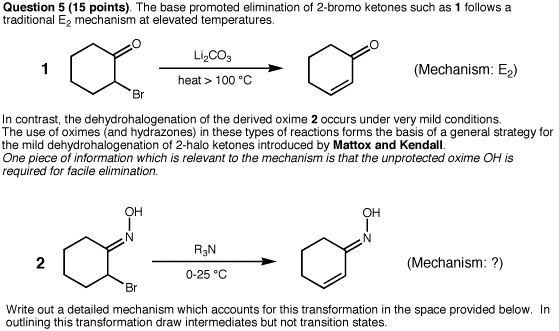 Question 5 (15 points). The base promoted elimination of 2-bromo ketones such as 1 follows a
traditional E2 mechanism at elevated temperatures.
O
Li2CO3
O
1
Br
heat > 100 °C
(Mechanism: E2)
In contrast, the dehydrohalogenation of the derived oxime 2 occurs under very mild conditions.
The use of oximes (and hydrazones) in these types of reactions forms the basis of a general strategy for
the mild dehydrohalogenation of 2-halo ketones introduced by Mattox and Kendall.
One piece of information which is relevant to the mechanism is that the unprotected oxime OH is
required for facile elimination.
OH
OH
N
R3N
N
2
Br
0-25 °C
(Mechanism: ?)
Write out a detailed mechanism which accounts for this transformation in the space provided below. In
outlining this transformation draw intermediates but not transition states.